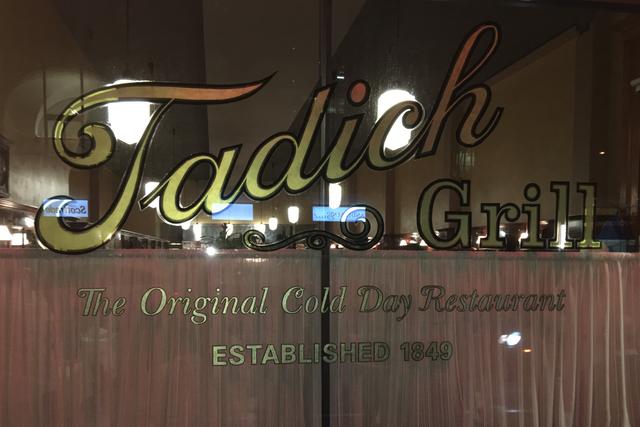 Tadich
Grill
The Original Cold Day Restaurant
ESTABLISHED 1849